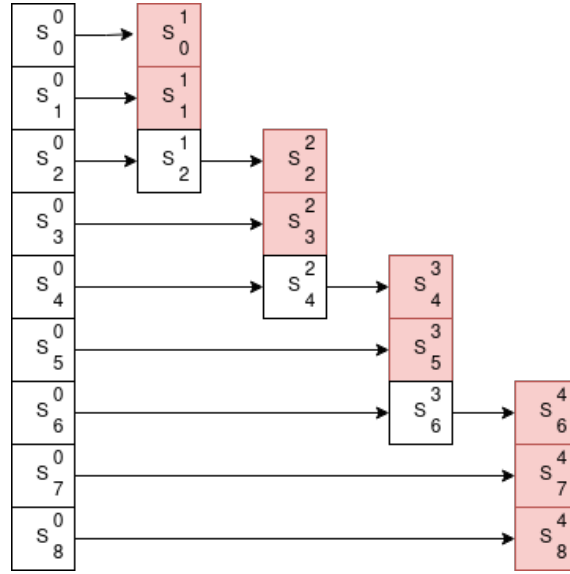 S⁰₀ S¹₀
S⁰₁ S¹₁
S⁰₂ S¹₂ S²₂
S⁰₃ S²₃
S⁰₄ S²₄ S³₄
S⁰₅ S³₅
S⁰₆ S³₆ S⁴₆
S⁰₇ S⁴₇
S⁰₈ S⁴₈